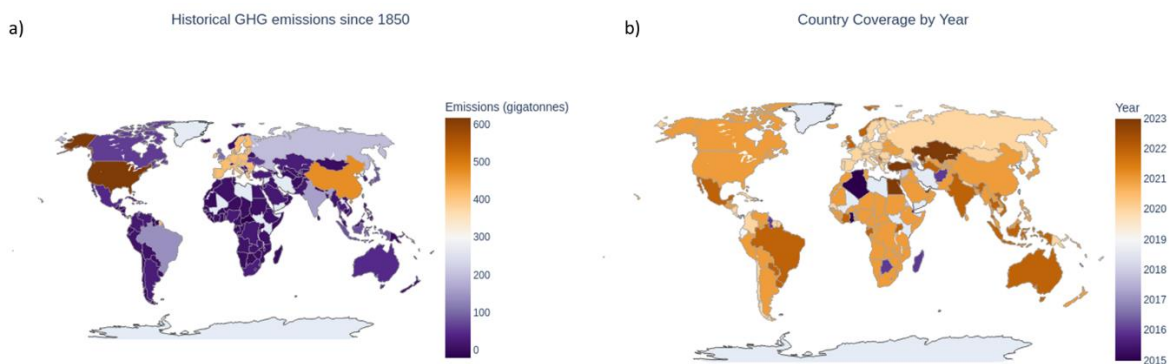 a)
Historical GHG emissions since 1850
Emissions (gigatonnes)
600
500
400
300
200
100
0
b)
Country Coverage by Year
Year
2023
2022
2021
2020
2019
2018
2017
2016
2015